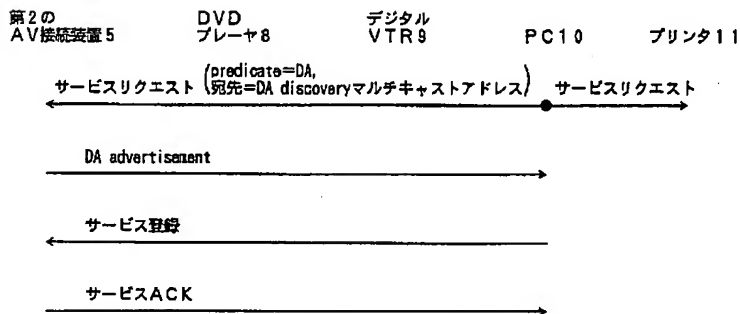 第2の
AV接続装置5
DVD
プレーヤ8
デジタル
VTR9
PC10
プリンタ11
サービスリクエスト
(predicate=DA,
宛先=DA discoveryマルチキャストアドレス)
サービスリクエスト
DA advertisement
サービス登録
サービスACK